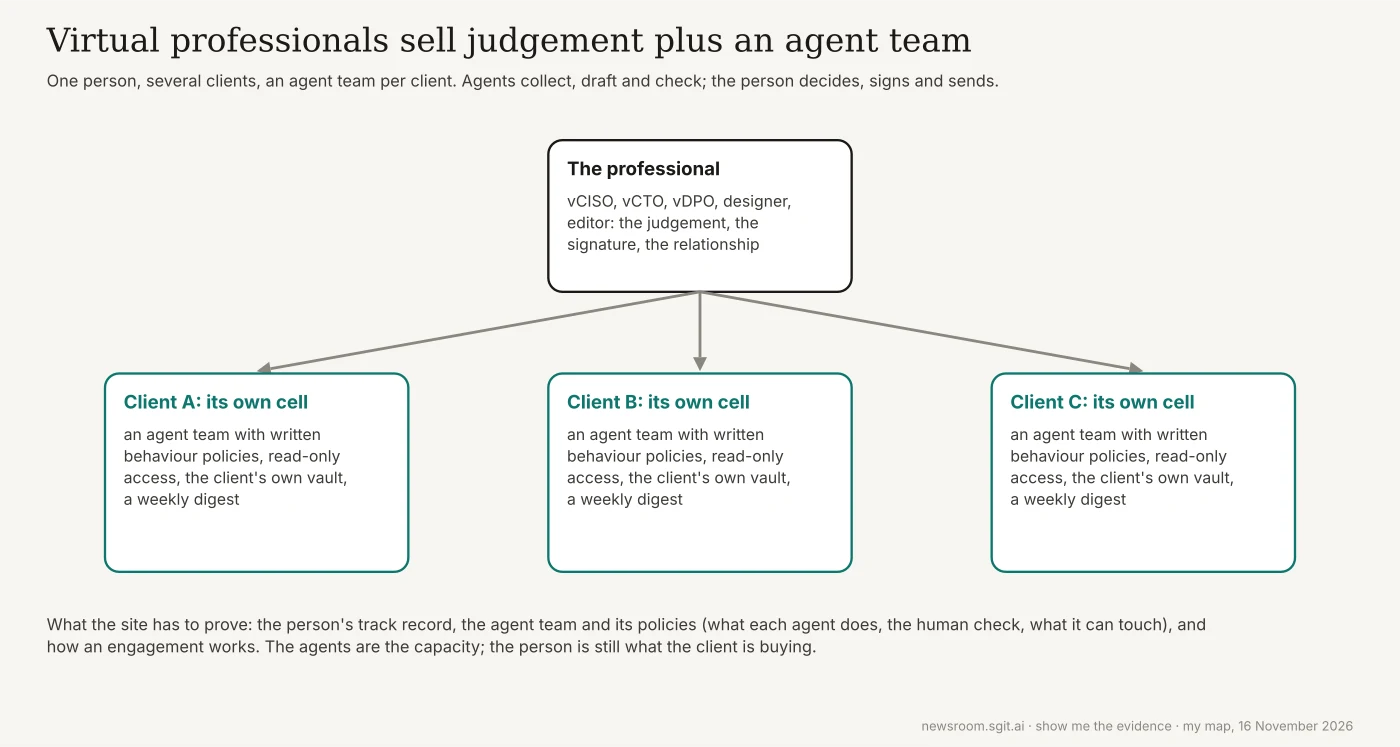 Virtual professionals sell judgement plus an agent team
One person, several clients, an agent team per client. Agents collect, draft and check; the person decides, signs and sends.
The professional
vCISO, vCTO, vDPO, designer,
editor: the judgement, the
signature, the relationship
Client A: its own cell
an agent team with written
behaviour policies, read-only
access, the client's own vault,
a weekly digest
Client B: its own cell
an agent team with written
behaviour policies, read-only
access, the client's own vault,
a weekly digest
Client C: its own cell
an agent team with written
behaviour policies, read-only
access, the client's own vault,
a weekly digest
What the site has to prove: the person's track record, the agent team and its policies (what each agent does, the human check, what it can touch), and
how an engagement works. The agents are the capacity; the person is still what the client is buying.
newsroom.sgit.ai · show me the evidence · my map, 16 November 2026